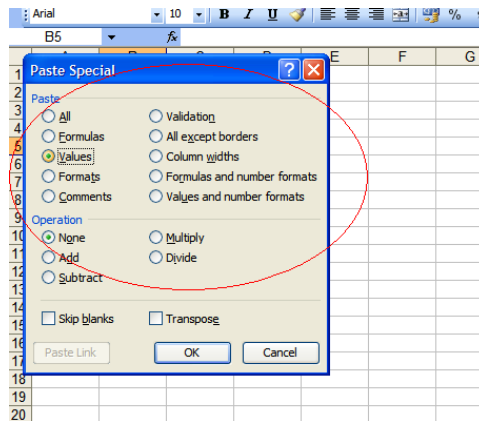 Arial 10 B I U %
B5 fx
E F G
Paste Special
Paste
All Validation
Formulas All except borders
Values Column widths
Formats Formulas and number formats
Comments Values and number formats
Operation
None Multiply
Add Divide
Subtract
Skip blanks Transpose
Paste Link OK Cancel
1
2
3
4
5
6
7
8
9
10
11
12
13
14
15
16
17
18
19
20